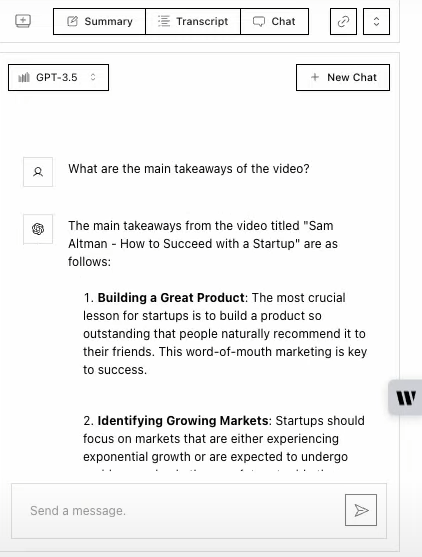 Summary Transcript Chat
GPT-3.5 + New Chat
What are the main takeaways of the video?
The main takeaways from the video titled "Sam
Altman - How to Succeed with a Startup" are as
follows:
1. Building a Great Product: The most crucial
lesson for startups is to build a product so
outstanding that people naturally recommend it to
their friends. This word-of-mouth marketing is key
to success.
2. Identifying Growing Markets: Startups should
focus on markets that are either experiencing
exponential growth or are expected to undergo
Send a message.
W